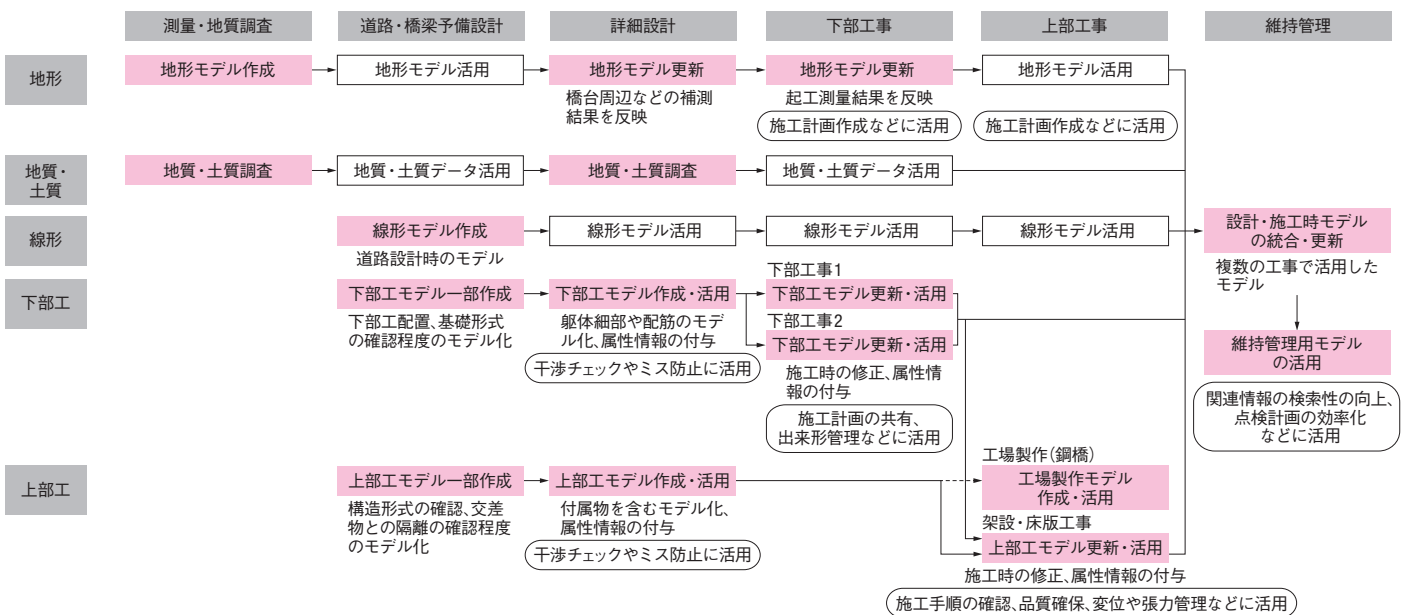 測量・地質調査
道路・橋梁予備設計
詳細設計
下部工事
上部工事
維持管理
地形
地形モデル作成
地形モデル活用
地形モデル更新
橋台周辺などの補測
結果を反映
地形モデル更新
起工測量結果を反映
施工計画作成などに活用
地形モデル活用
施工計画作成などに活用
地質・
土質
地質・土質調査
地質・土質データ活用
地質・土質調査
地質・土質データ活用
線形
線形モデル作成
道路設計時のモデル
線形モデル活用
線形モデル活用
線形モデル活用
設計・施工時モデル
の統合・更新
複数の工事で活用した
モデル
維持管理用モデル
の活用
関連情報の検索性の向上、
点検計画の効率化
などに活用
下部工
下部工モデル一部作成
下部工配置、基礎形式
の確認程度のモデル化
下部工モデル作成・活用
躯体細部や配筋のモデ
ル化、属性情報の付与
干渉チェックやミス防止に活用
下部工事1
下部工モデル更新・活用
下部工事2
下部工モデル更新・活用
施工時の修正、属性情
報の付与
施工計画の共有、
出来形管理などに活用
上部工
上部工モデル一部作成
構造形式の確認、交差
物との隔離の確認程度
のモデル化
上部工モデル作成・活用
付属物を含むモデル化、
属性情報の付与
干渉チェックやミス防止に活用
工場製作(鋼橋)
工場製作モデル
作成・活用
架設・床版工事
上部工モデル更新・活用
施工時の修正、属性情報の付与
施工手順の確認、品質確保、変位や張力管理などに活用